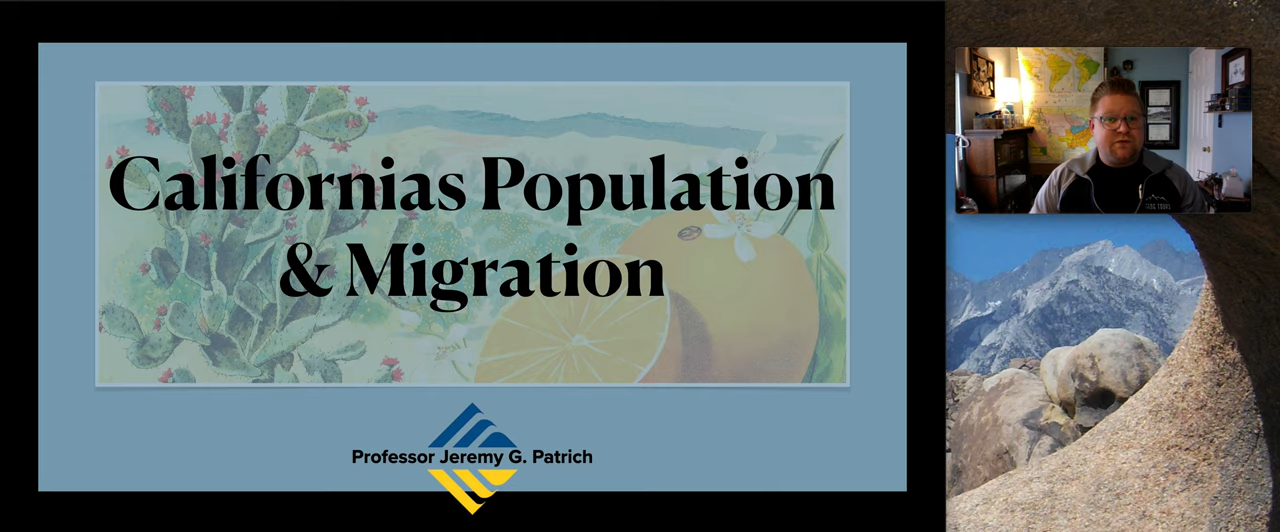 Californias Population
& Migration
Professor Jeremy G. Patrich